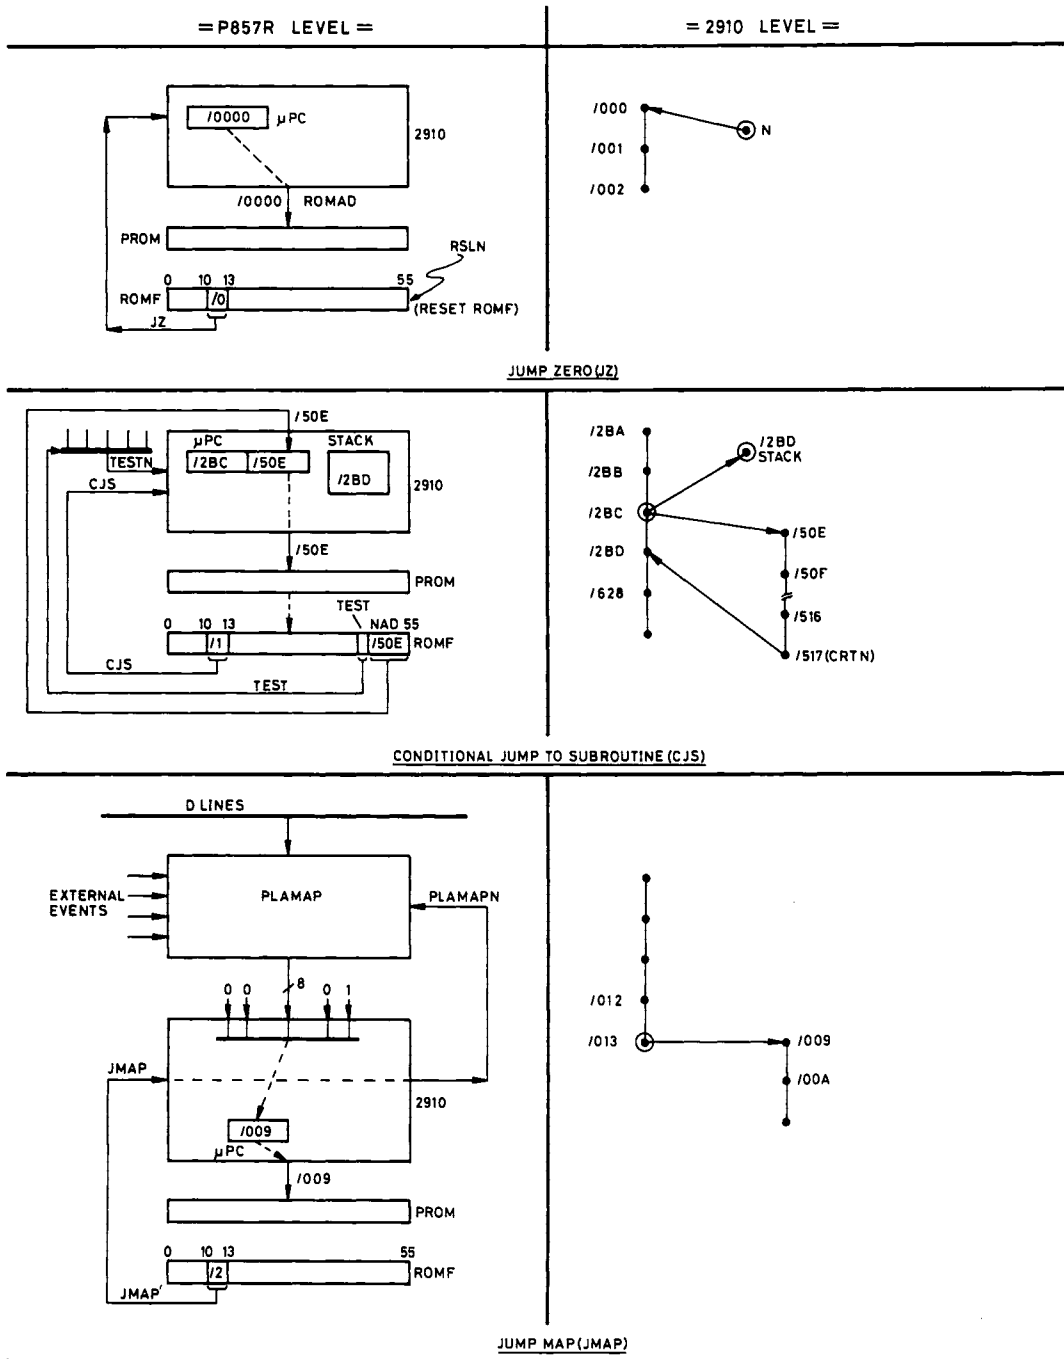 =P857R LEVEL=
=2910 LEVEL=
/0000
µPC
2910
/0000 ROMAD
PROM
RSLN
0 10 13 55
ROMF
/0
(RESET ROMF)
JZ
/000
/001
/002
N
JUMP ZERO(JZ)
/50E
µPC
STACK
TESTN
/2BC
/50E
/2BD
CJS
2910
/50E
PROM
TEST
0 10 13 NAD 55
/1
/50E
ROMF
CJS
TEST
/2BA
/2BB
/2BC
/2BD
/628
/2BD
STACK
/50E
/50F
/516
/517(CRTN)
CONDITIONAL JUMP TO SUBROUTINE(CJS)
D LINES
EXTERNAL
EVENTS
PLAMAP
PLAMAPN
0 0 8 0 1
JMAP
2910
/009
µPC
/009
PROM
0 10 13 55
/2
ROMF
JMAP'
/012
/013
/009
/00A
JUMP MAP(JMAP)